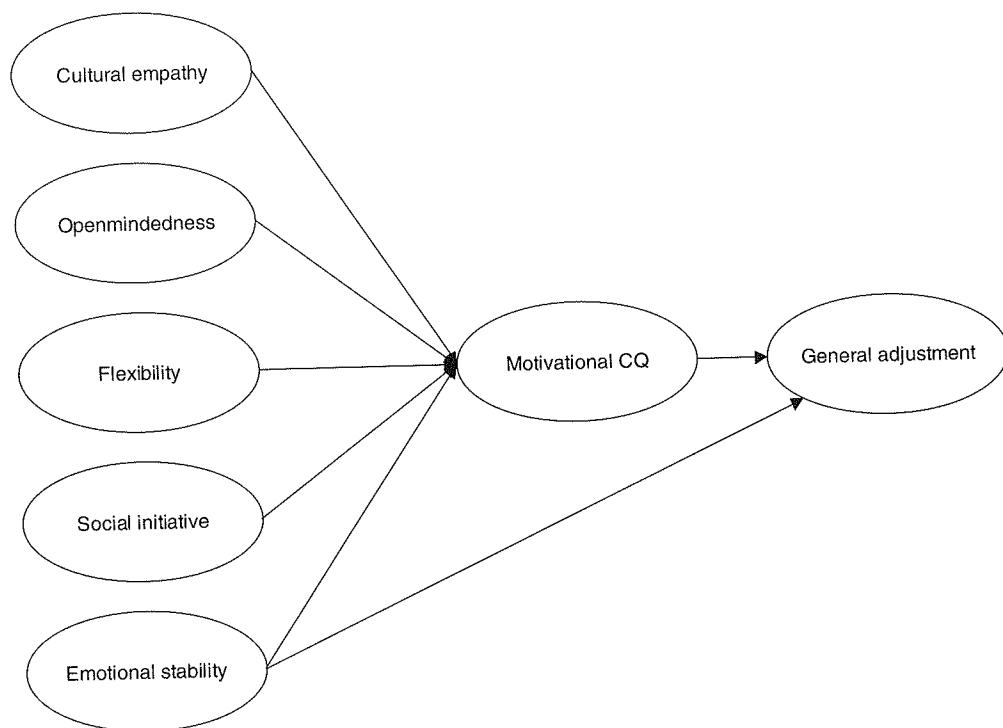 Cultural empathy
Openmindedness
Flexibility
Motivational CQ
General adjustment
Social initiative
Emotional stability